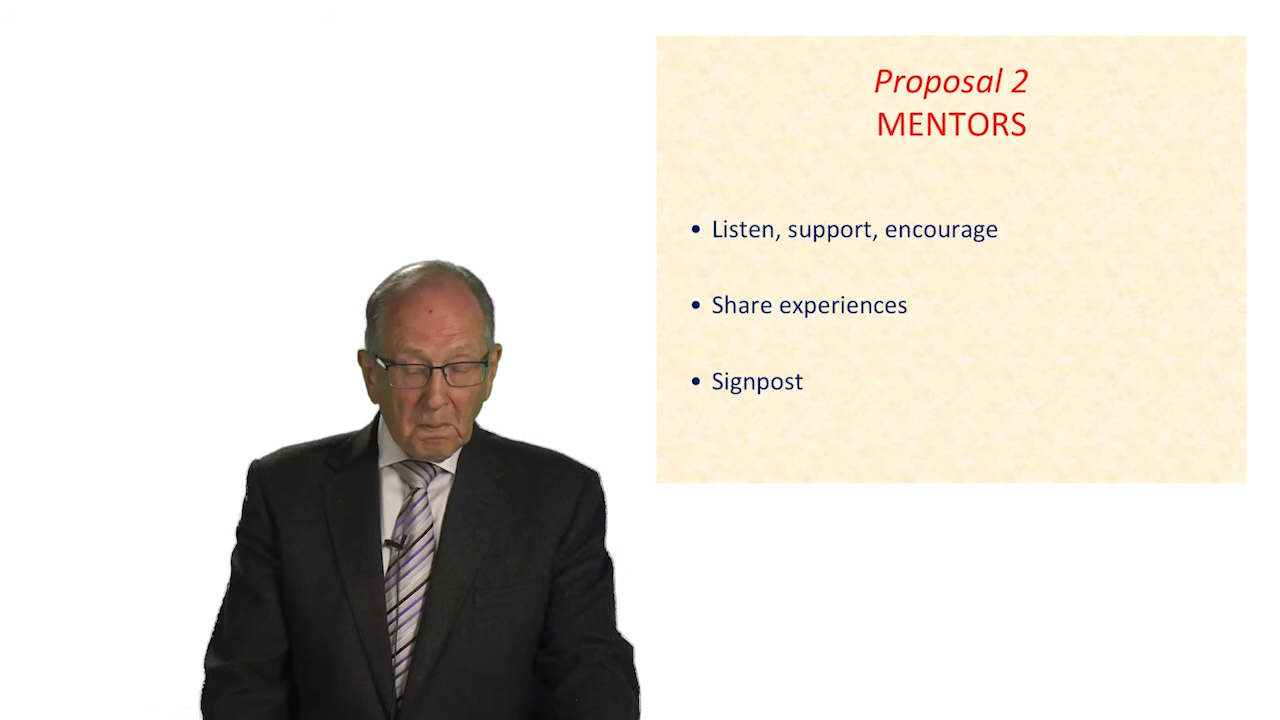 Proposal 2
MENTORS
• Listen, support, encourage
• Share experiences
• Signpost